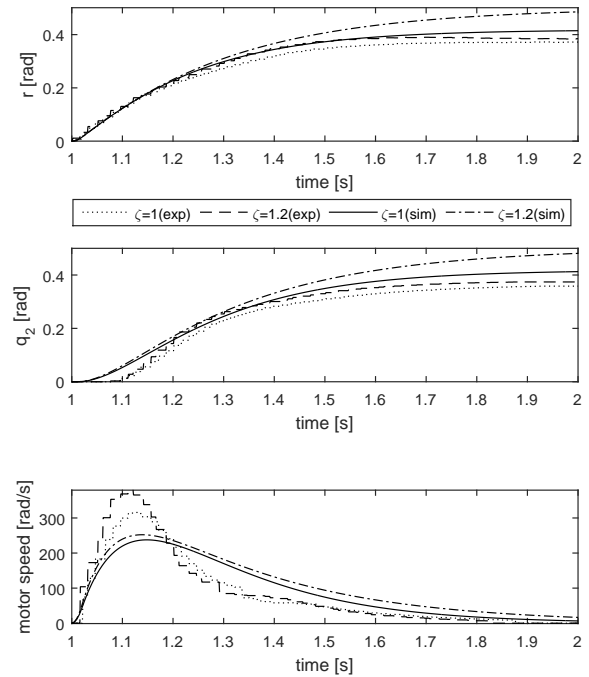 0.4
0.2
0
r [rad]
1 1.1 1.2 1.3 1.4 1.5 1.6 1.7 1.8 1.9 2
time [s]
ζ=1(exp) ζ=1.2(exp) ζ=1(sim) ζ=1.2(sim)
0.4
0.2
0
q₂ [rad]
1 1.1 1.2 1.3 1.4 1.5 1.6 1.7 1.8 1.9 2
time [s]
300
200
100
0
motor speed [rad/s]
1 1.1 1.2 1.3 1.4 1.5 1.6 1.7 1.8 1.9 2
time [s]